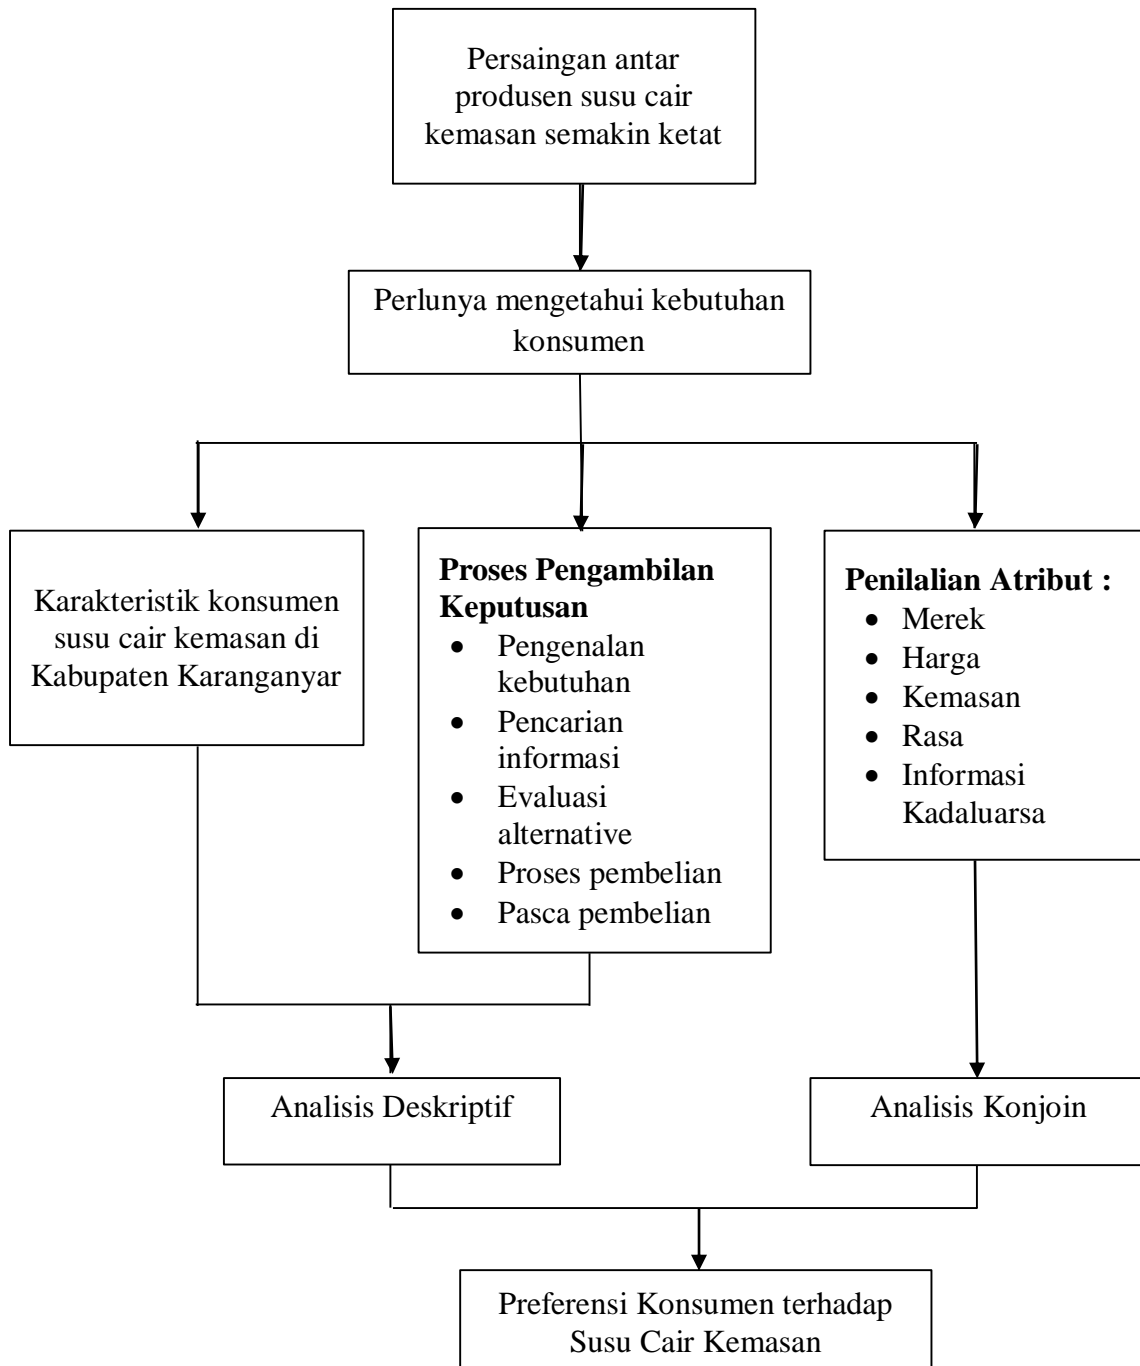 Persaingan antar
produsen susu cair
kemasan semakin ketat
Perlunya mengetahui kebutuhan
konsumen
Karakteristik konsumen
susu cair kemasan di
Kabupaten Karanganyar
Proses Pengambilan
Keputusan
• Pengenalan
kebutuhan
• Pencarian
informasi
• Evaluasi
alternative
• Proses pembelian
• Pasca pembelian
Penilalian Atribut :
• Merek
• Harga
• Kemasan
• Rasa
• Informasi
Kadaluarsa
Analisis Deskriptif
Analisis Konjoin
Preferensi Konsumen terhadap
Susu Cair Kemasan